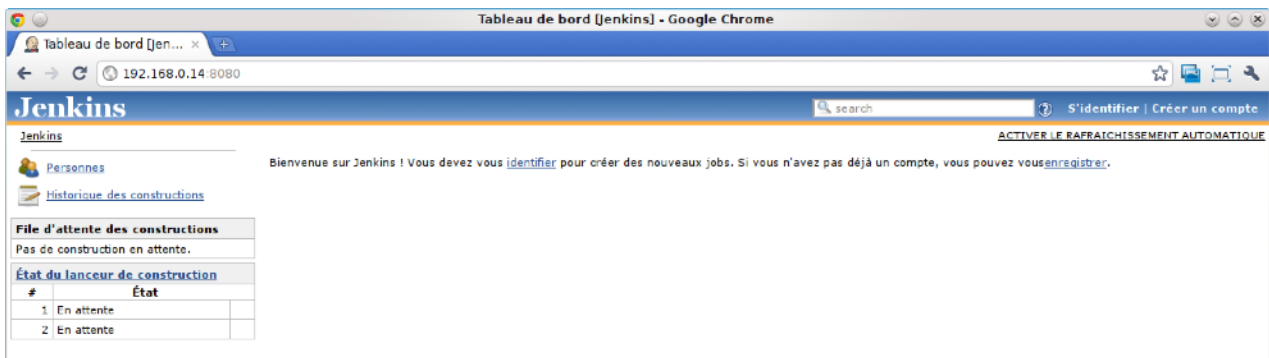 Tableau de bord [Jenkins] - Google Chrome
Tableau de bord [Jen...
192.168.0.14:8080
Jenkins
search
S'identifier | Créer un compte
Jenkins
ACTIVER LE RAFRAICHISSEMENT AUTOMATIQUE
Personnes
Bienvenue sur Jenkins ! Vous devez vous identifier pour créer des nouveaux jobs. Si vous n'avez pas déjà un compte, vous pouvez vousenregistrer.
Historique des constructions
File d'attente des constructions
Pas de construction en attente.
État du lanceur de construction
# État
1 En attente
2 En attente